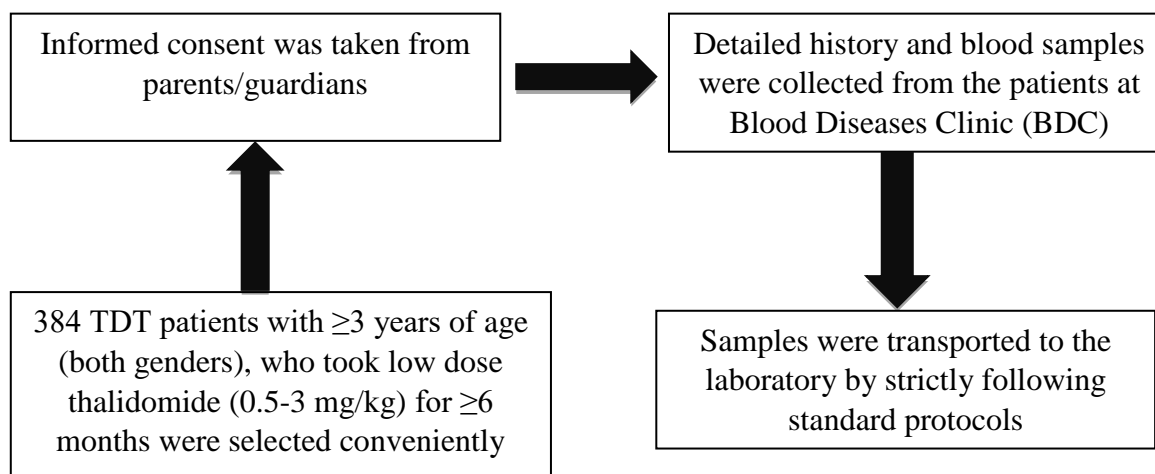 Informed consent was taken from
parents/guardians
Detailed history and blood samples
were collected from the patients at
Blood Diseases Clinic (BDC)
384 TDT patients with ≥3 years of age
(both genders), who took low dose
thalidomide (0.5-3 mg/kg) for ≥6
months were selected conveniently
Samples were transported to the
laboratory by strictly following
standard protocols